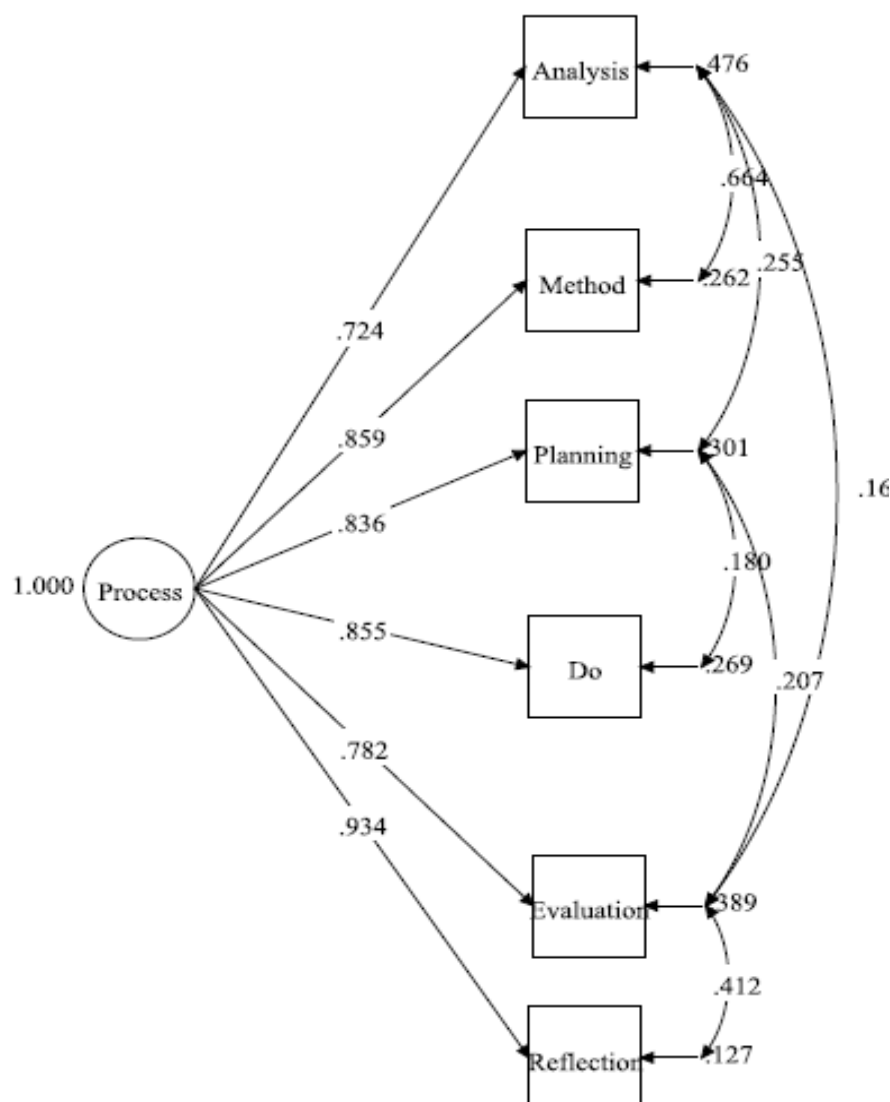 Analysis
.476
.664
.255
Method
.262
.724
.859
Planning
.301
.836
.16
.180
1.000
Process
.855
Do
.269
.207
.782
.934
Evaluation
.389
.412
Reflection
.127